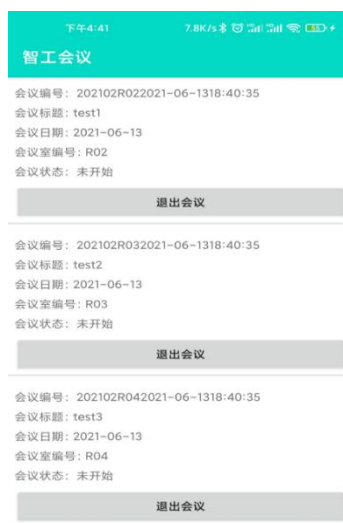 下午4:41 7.8K/s
智工会议
会议编号: 202102R022021-06-1318:40:35
会议标题: test1
会议日期: 2021-06-13
会议室编号: R02
会议状态: 未开始
退出会议
会议编号: 202102R032021-06-1318:40:35
会议标题: test2
会议日期: 2021-06-13
会议室编号: R03
会议状态: 未开始
退出会议
会议编号: 202102R042021-06-1318:40:35
会议标题: test3
会议日期: 2021-06-13
会议室编号: R04
会议状态: 未开始
退出会议